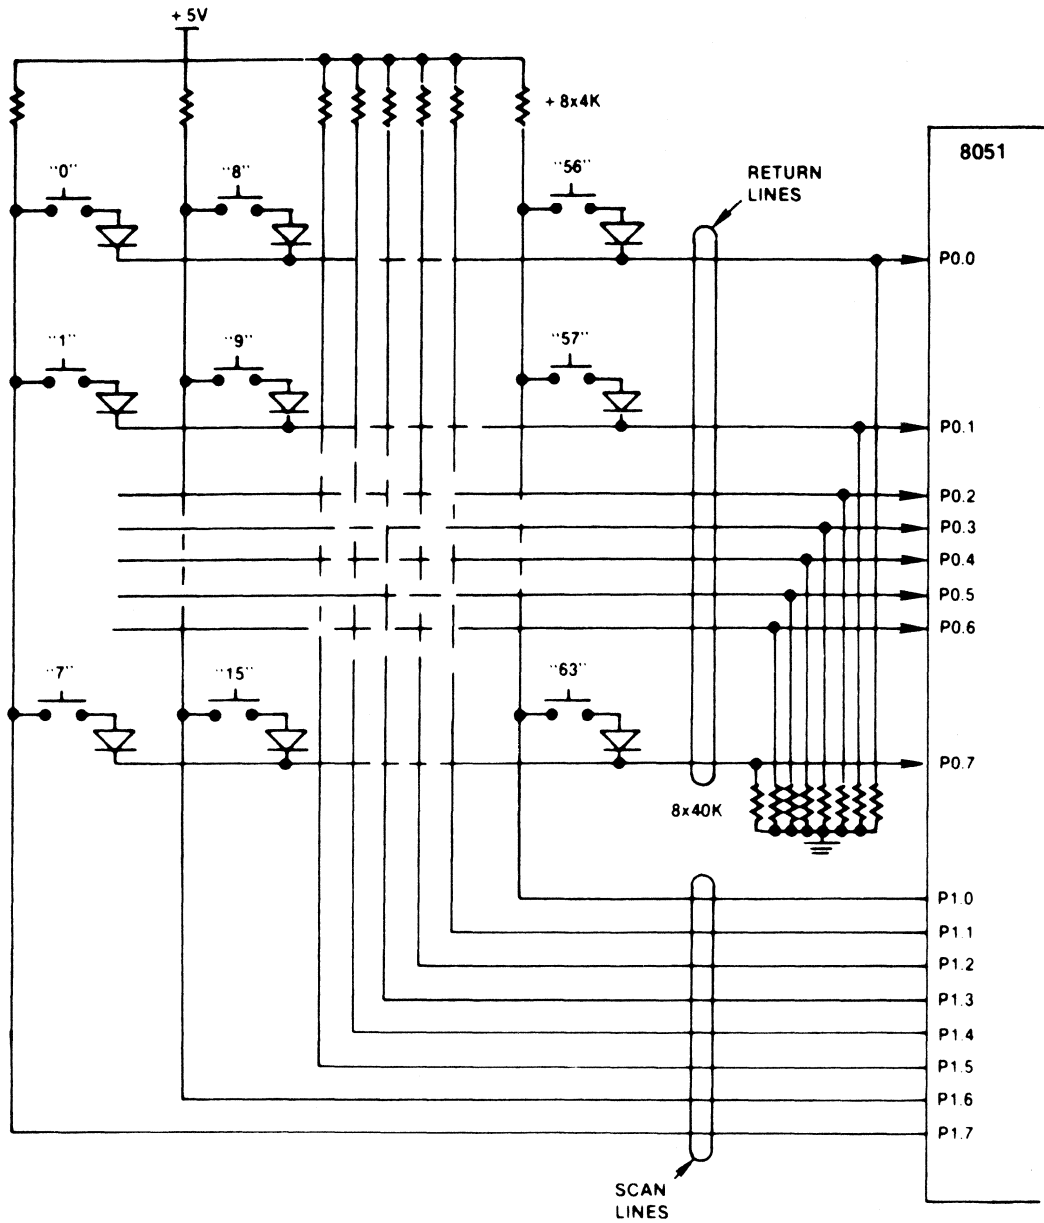 + 5V
+ 8x4K
8051
"0"
"8"
"56"
RETURN
LINES
P0.0
"1"
"9"
"57"
P0.1
P0.2
P0.3
P0.4
P0.5
P0.6
"7"
"15"
"63"
P0.7
8x40K
P1.0
P1.1
P1.2
P1.3
P1.4
P1.5
P1.6
P1.7
SCAN
LINES